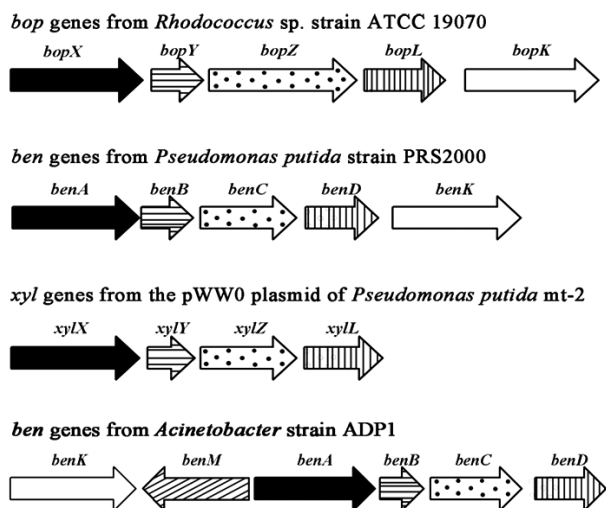 bop genes from Rhodococcus sp. strain ATCC 19070
bopX bopY bopZ bopL bopK
ben genes from Pseudomonas putida strain PRS2000
benA benB benC benD benK
xyl genes from the pWW0 plasmid of Pseudomonas putida mt-2
xylX xylY xylZ xylL
ben genes from Acinetobacter strain ADP1
benK benM benA benB benC benD